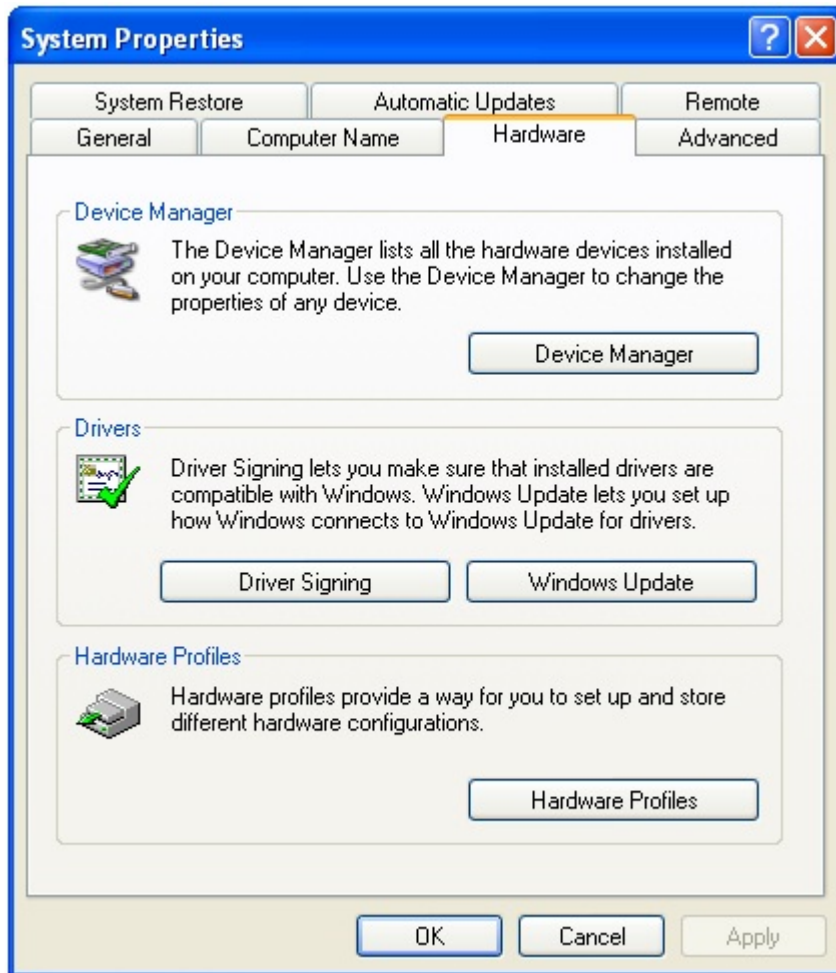 System Properties
System Restore
Automatic Updates
Remote
General
Computer Name
Hardware
Advanced
Device Manager
The Device Manager lists all the hardware devices installed
on your computer. Use the Device Manager to change the
properties of any device.
Device Manager
Drivers
Driver Signing lets you make sure that installed drivers are
compatible with Windows. Windows Update lets you set up
how Windows connects to Windows Update for drivers.
Driver Signing
Windows Update
Hardware Profiles
Hardware profiles provide a way for you to set up and store
different hardware configurations.
Hardware Profiles
OK
Cancel
Apply